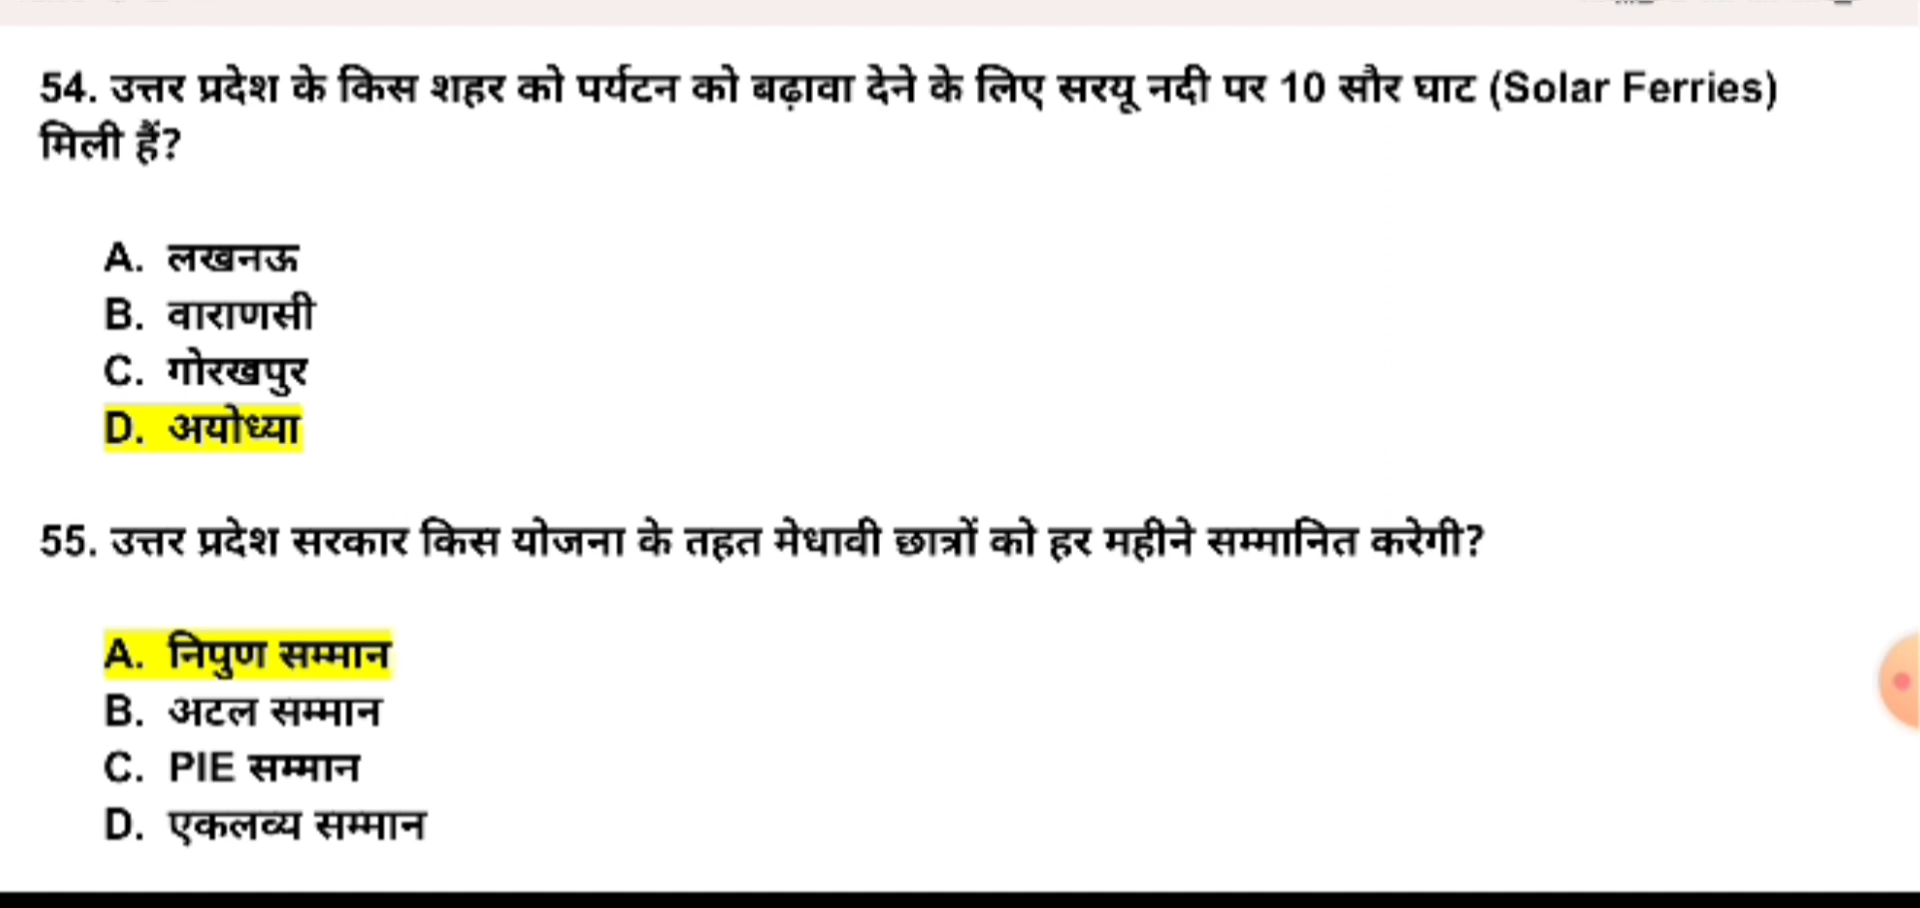 54. उत्तर प्रदेश के किस शहर को पर्यटन को बढ़ावा देने के लिए सरयू नदी पर 10 सौर घाट (Solar Ferries)
मिली हैं?
A. लखनऊ
B. वाराणसी
C. गोरखपुर
D. अयोध्या
55. उत्तर प्रदेश सरकार किस योजना के तहत मेधावी छात्रों को हर महीने सम्मानित करेगी?
A. निपुण सम्मान
B. अटल सम्मान
C. PIE सम्मान
D. एकलव्य सम्मान